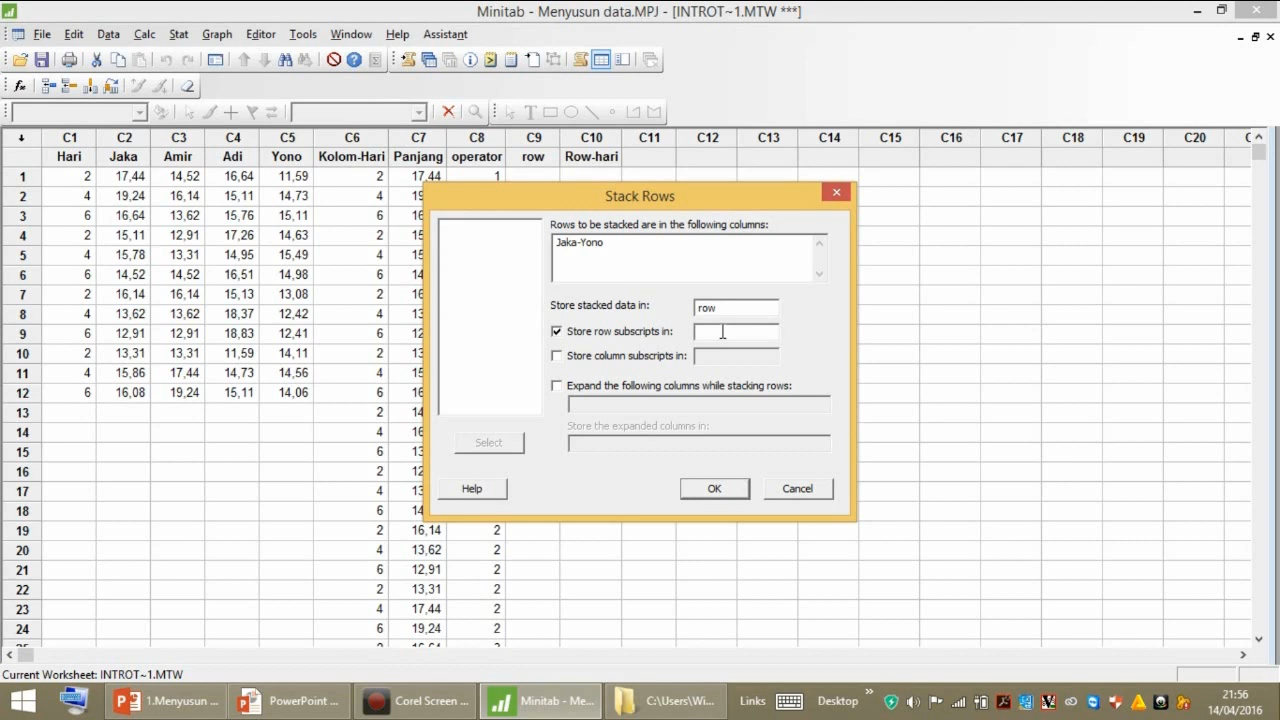 Minitab - Menyusun data.MPJ - [INTROT~1.MTW ***]
File Edit Data Calc Stat Graph Editor Tools Window Help Assistant
C1 C2 C3 C4 C5 C6 C7 C8 C9 C10 C11 C12 C13 C14 C15 C16 C17 C18 C19 C20
Hari Jaka Amir Adi Yono Kolom-Hari Panjang operator row Row-hari
1 2 17,44 14,52 16,64 11,59 2 17,44 1
2 4 19,24 16,14 15,11 14,73 4
3 6 16,64 13,62 15,76 15,11 6
4 2 15,11 12,91 17,26 14,63 2
5 4 15,78 13,31 14,95 15,49 4
6 6 14,52 14,52 16,51 14,98 6
7 2 16,14 16,14 15,13 13,08 2
8 4 13,62 13,62 18,37 12,42 4
9 6 12,91 12,91 18,83 12,41 6
10 2 13,31 13,31 11,59 14,11 2
11 4 15,86 17,44 14,73 14,56 4
12 6 16,08 19,24 15,11 14,06 6
13 2
14 4
15 6
16 2
17 4
18 6
19 2 16,14 2
20 4 13,62 2
21 6 12,91 2
22 2 13,31 2
23 4 17,44 2
24 6 19,24 2
Stack Rows
Rows to be stacked are in the following columns:
Jaka-Yono
Store stacked data in: row
Store row subscripts in:
Store column subscripts in:
Expand the following columns while stacking rows:
Store the expanded columns in:
Select
Help OK Cancel
Current Worksheet: INTROT~1.MTW
1.Menyusun ... PowerPoint ... Corel Screen ... Minitab - Me... C:\Users\Wi... Links Desktop
21:56
14/04/2016